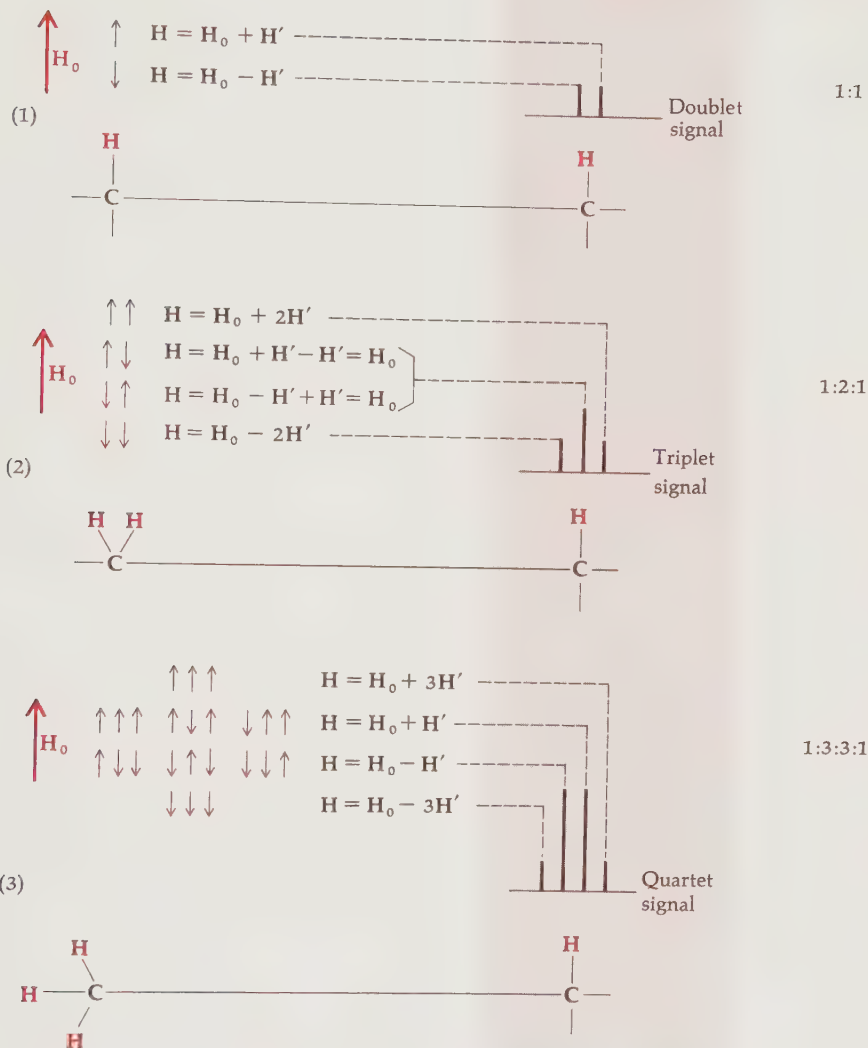 H₀ ↑ H = H₀ + H′
↓ H = H₀ − H′
1:1
Doublet
signal
(1)
H H
C C
↑↑ H = H₀ + 2H′
H₀ ↑↓ H = H₀ + H′ − H′ = H₀
↓↑ H = H₀ − H′ + H′ = H₀
1:2:1
↓↓ H = H₀ − 2H′
Triplet
signal
(2)
H H H
C C
↑↑↑ H = H₀ + 3H′
H₀ ↑↑↑ ↑↓↑ ↓↑↑ H = H₀ + H′
↑↓↓ ↓↑↓ ↓↓↑ H = H₀ − H′
1:3:3:1
↓↓↓ H = H₀ − 3H′
Quartet
signal
(3)
H H
H C C
H